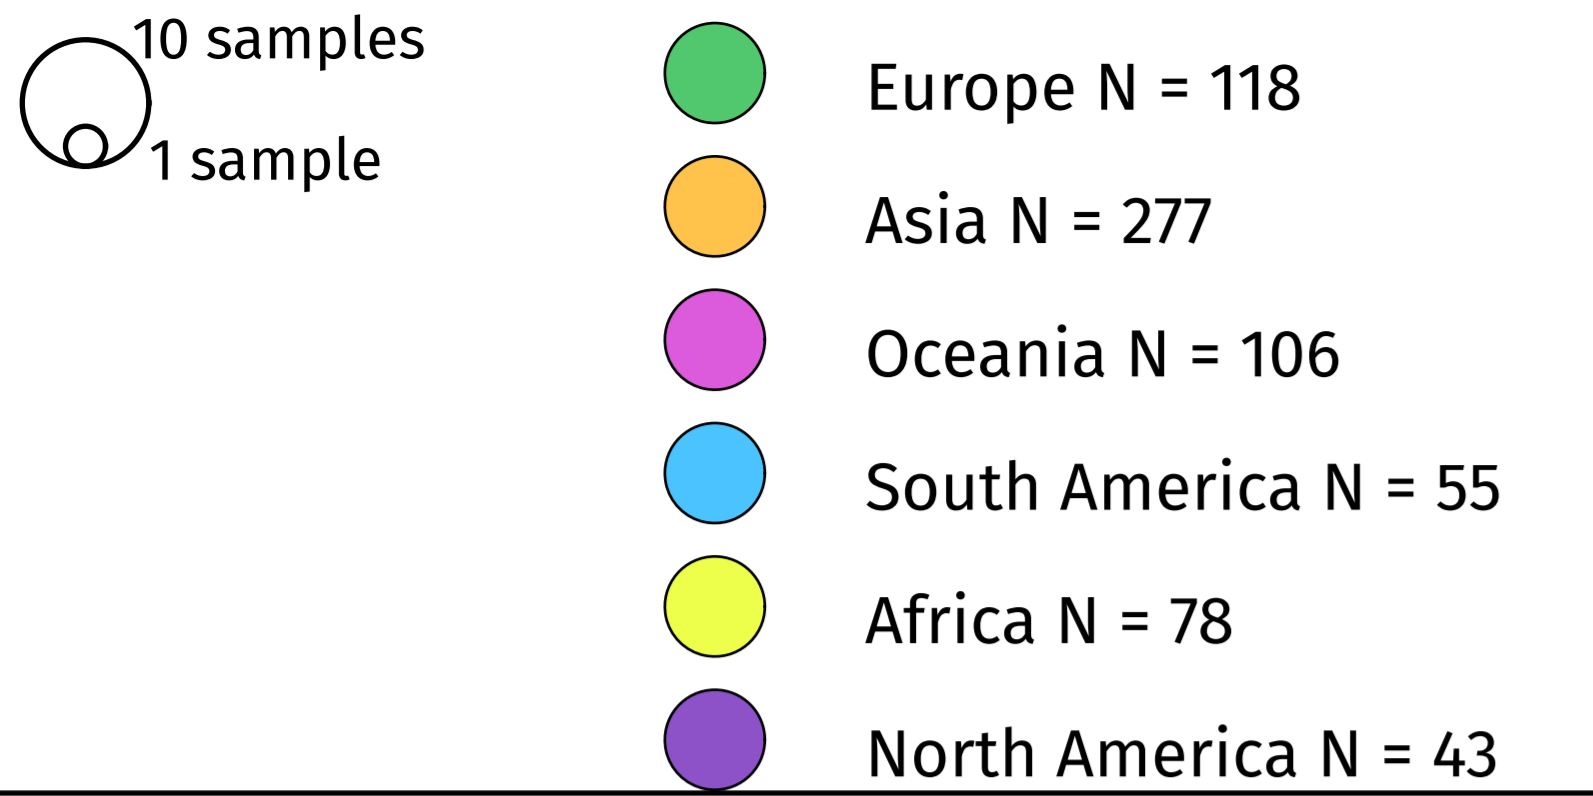 10 samples
1 sample
Europe N = 118
Asia N = 277
Oceania N = 106
South America N = 55
Africa N = 78
North America N = 43